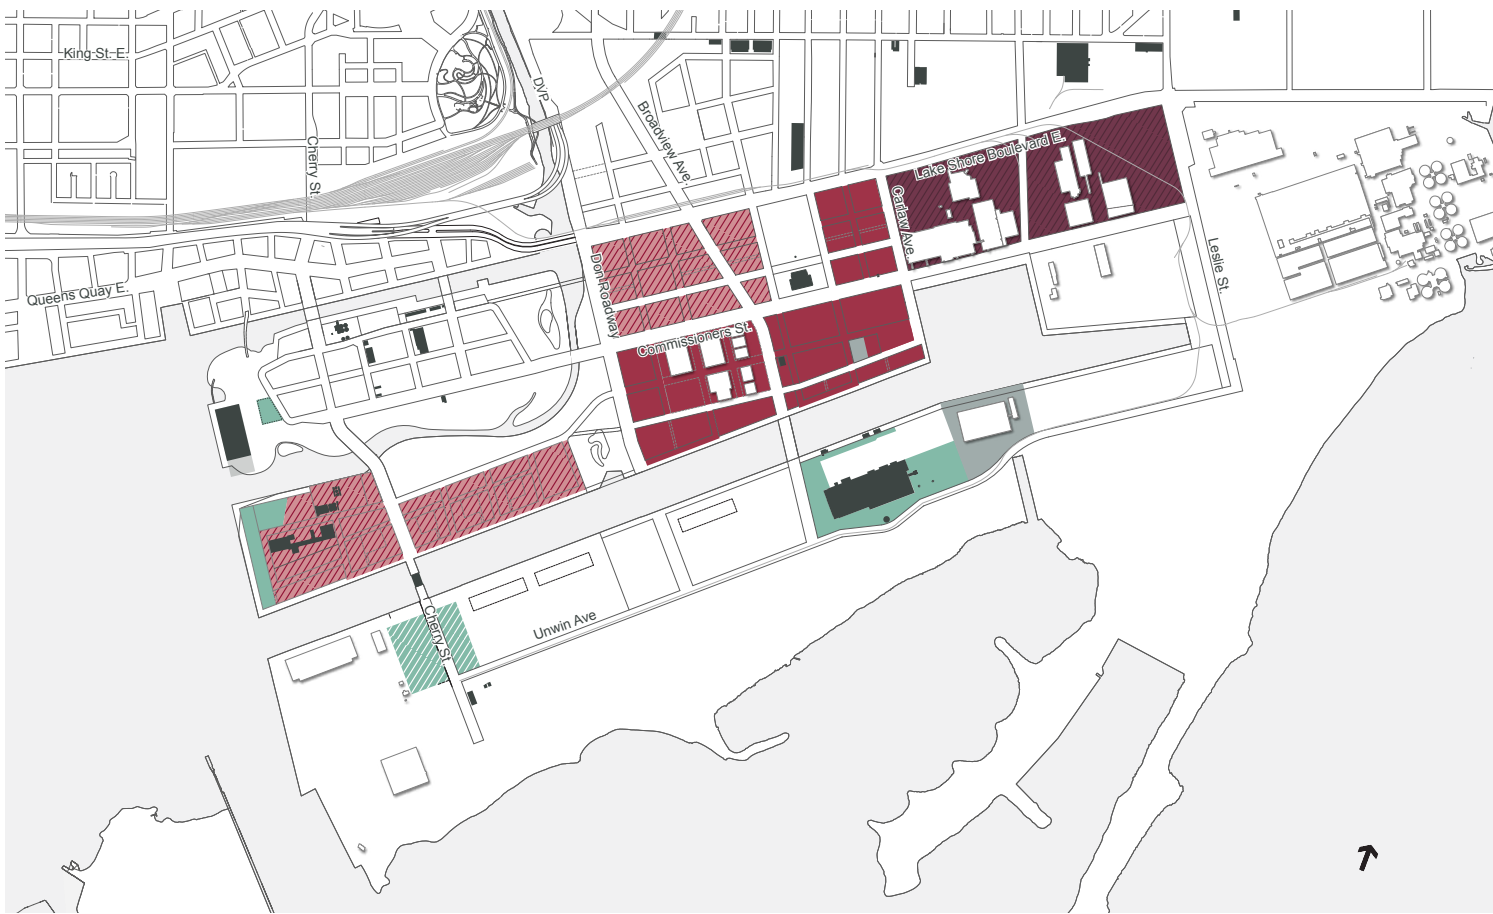 King St. E.
DVP
Broadview Ave.
Cherry St.
Lake Shore Boulevard E.
Carlaw Ave.
Leslie St.
Don Roadway
Queens Quay E.
Commissioners St.
Cherry St.
Unwin Ave